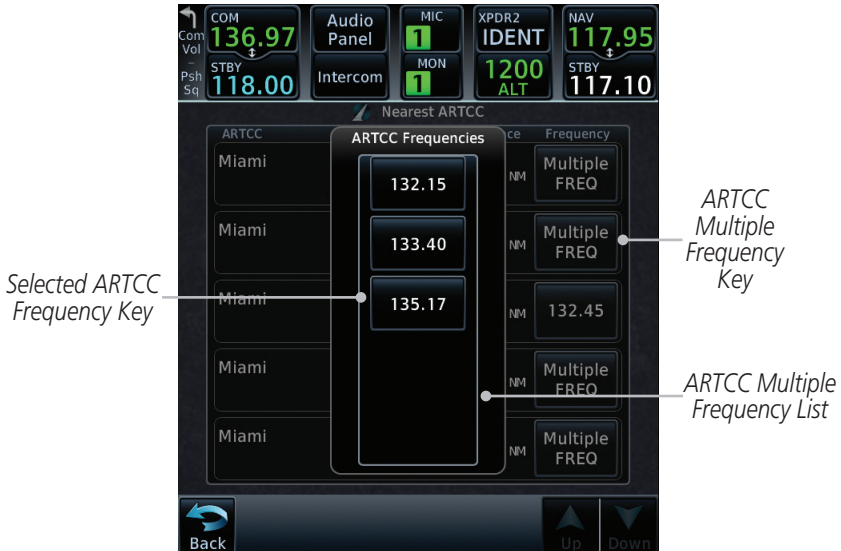 Com
Vol
–
Psh
Sq
COM
136.97
STBY
118.00
Audio
Panel
Intercom
MIC
1
MON
1
XPDR2
IDENT
1200
ALT
NAV
117.95
STBY
117.10
Nearest ARTCC
ARTCC
ce
Frequency
ARTCC Frequencies
Miami
132.15
NM
Multiple
FREQ
Miami
133.40
NM
Multiple
FREQ
Miami
135.17
NM
132.45
Miami
NM
Multiple
FREQ
Miami
NM
Multiple
FREQ
Back
Up
Down
Selected ARTCC
Frequency Key
ARTCC
Multiple
Frequency
Key
ARTCC Multiple
Frequency List